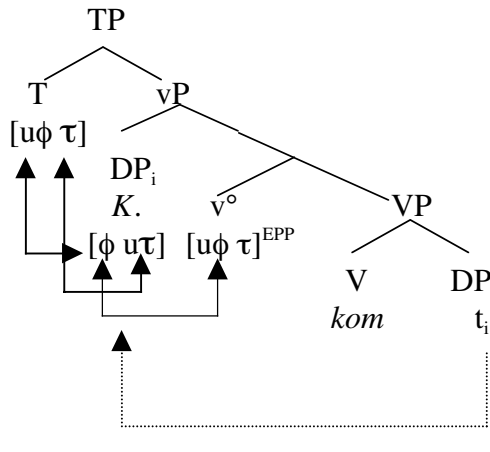 TP
T vP
[uϕ τ]
DPi
K. v° VP
[ϕ uτ] [uϕ τ]EPP
V DP
kom ti